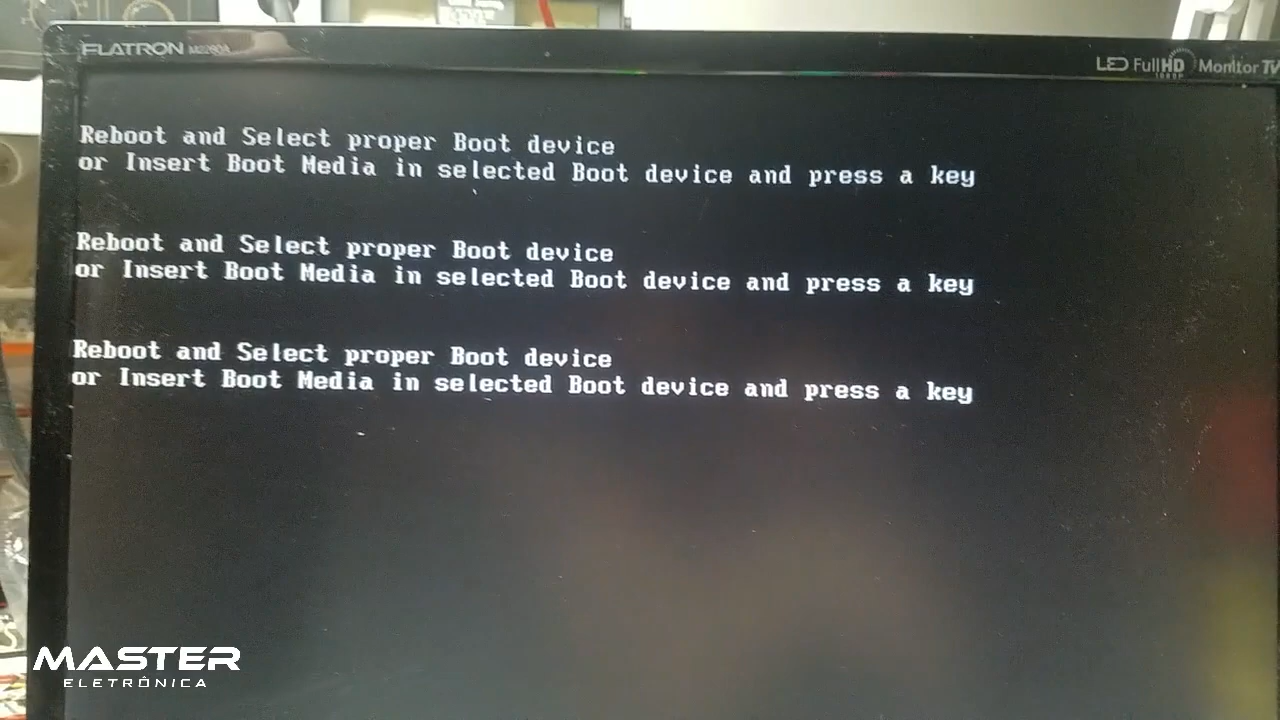 FLATRON
LED FullHD 1080P Monitor TV
Reboot and Select proper Boot device
or Insert Boot Media in selected Boot device and press a key
Reboot and Select proper Boot device
or Insert Boot Media in selected Boot device and press a key
Reboot and Select proper Boot device
or Insert Boot Media in selected Boot device and press a key
MASTER
ELETRÔNICA